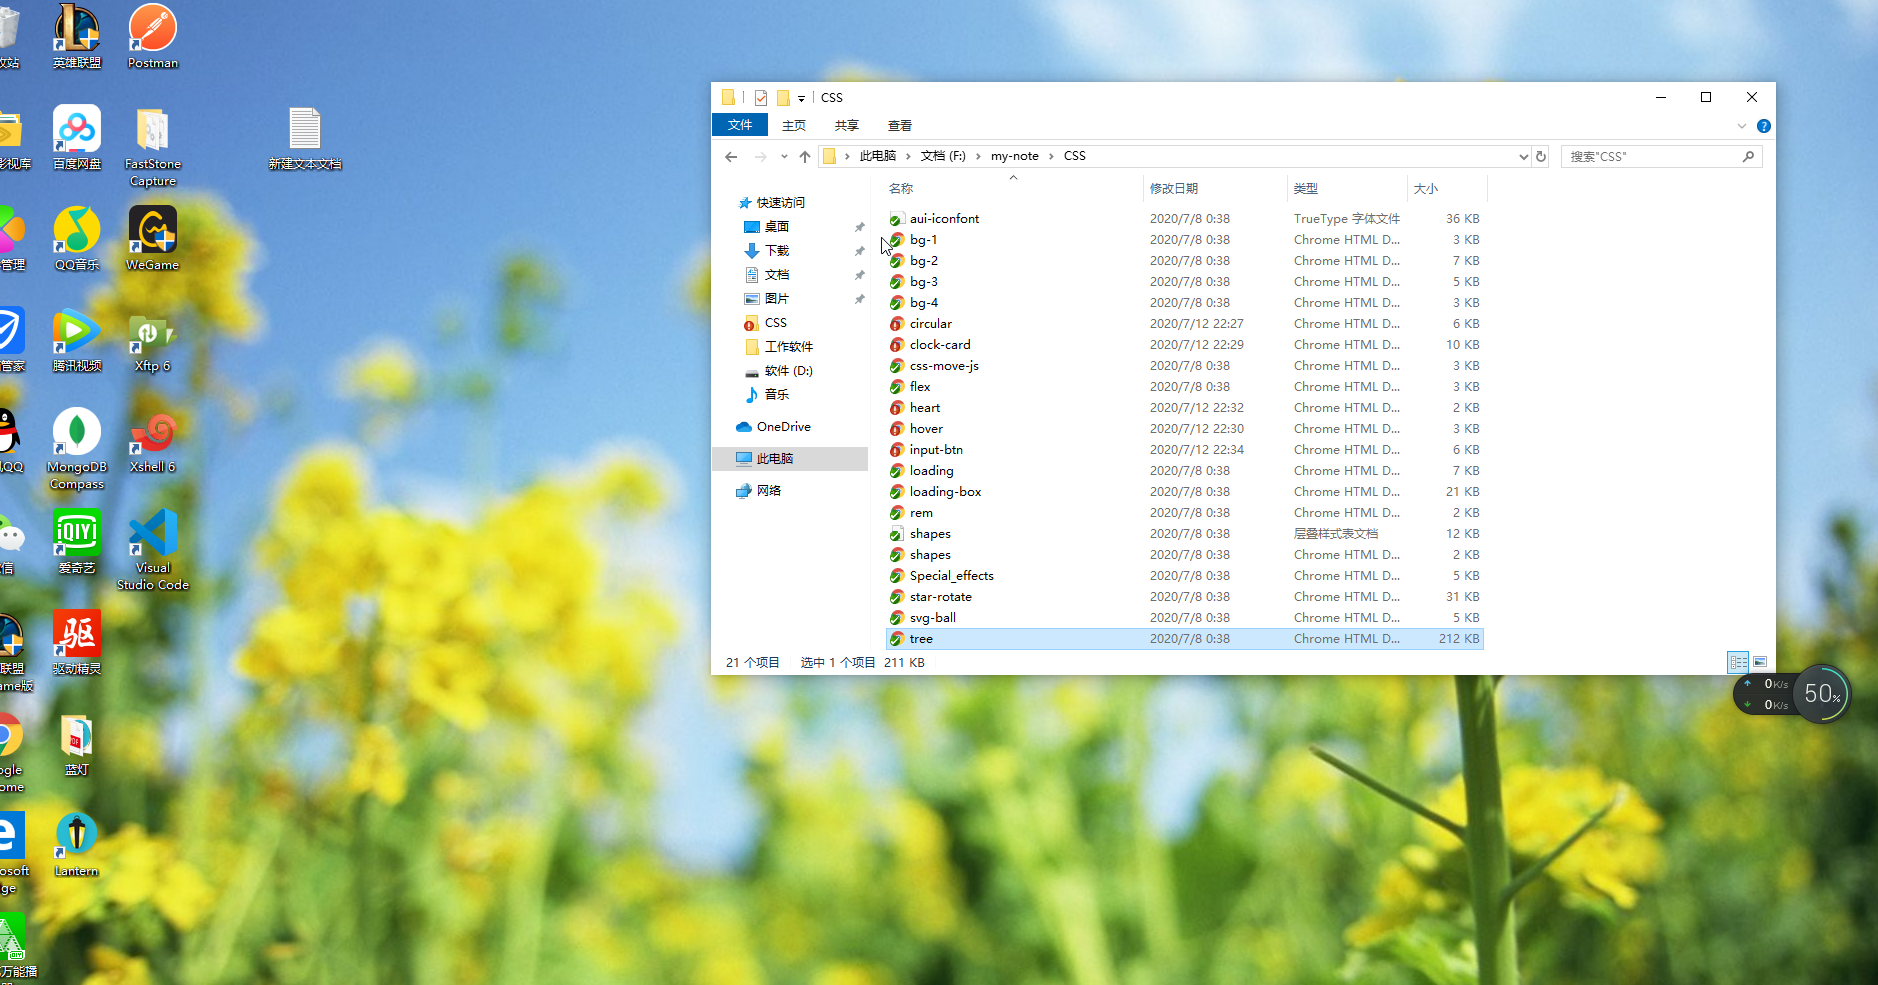 收站
英雄联盟
Postman
影视库
百度网盘
FastStone
Capture
新建文本文档
管理
QQ音乐
WeGame
管家
腾讯视频
Xftp 6
QQ
MongoDB
Compass
Xshell 6
信
iQIYI
爱奇艺
Visual
Studio Code
联盟
ame版
驱
驱动精灵
ogle
ome
PDF
蓝灯
osoft
ge
Lantern
万能播
CSS
文件
主页
共享
查看
此电脑
文档 (F:)
my-note
CSS
搜索"CSS"
快速访问
桌面
下载
文档
图片
CSS
工作软件
软件 (D:)
音乐
OneDrive
此电脑
网络
名称 修改日期 类型 大小
aui-iconfont 2020/7/8 0:38 TrueType 字体文件 36 KB
bg-1 2020/7/8 0:38 Chrome HTML D... 3 KB
bg-2 2020/7/8 0:38 Chrome HTML D... 7 KB
bg-3 2020/7/8 0:38 Chrome HTML D... 5 KB
bg-4 2020/7/8 0:38 Chrome HTML D... 3 KB
circular 2020/7/12 22:27 Chrome HTML D... 6 KB
clock-card 2020/7/12 22:29 Chrome HTML D... 10 KB
css-move-js 2020/7/8 0:38 Chrome HTML D... 3 KB
flex 2020/7/8 0:38 Chrome HTML D... 3 KB
heart 2020/7/12 22:32 Chrome HTML D... 2 KB
hover 2020/7/12 22:30 Chrome HTML D... 3 KB
input-btn 2020/7/12 22:34 Chrome HTML D... 6 KB
loading 2020/7/8 0:38 Chrome HTML D... 7 KB
loading-box 2020/7/8 0:38 Chrome HTML D... 21 KB
rem 2020/7/8 0:38 Chrome HTML D... 2 KB
shapes 2020/7/8 0:38 层叠样式表文档 12 KB
shapes 2020/7/8 0:38 Chrome HTML D... 2 KB
Special_effects 2020/7/8 0:38 Chrome HTML D... 5 KB
star-rotate 2020/7/8 0:38 Chrome HTML D... 31 KB
svg-ball 2020/7/8 0:38 Chrome HTML D... 5 KB
tree 2020/7/8 0:38 Chrome HTML D... 212 KB
21 个项目 选中 1 个项目 211 KB
0K/s
0K/s
50%